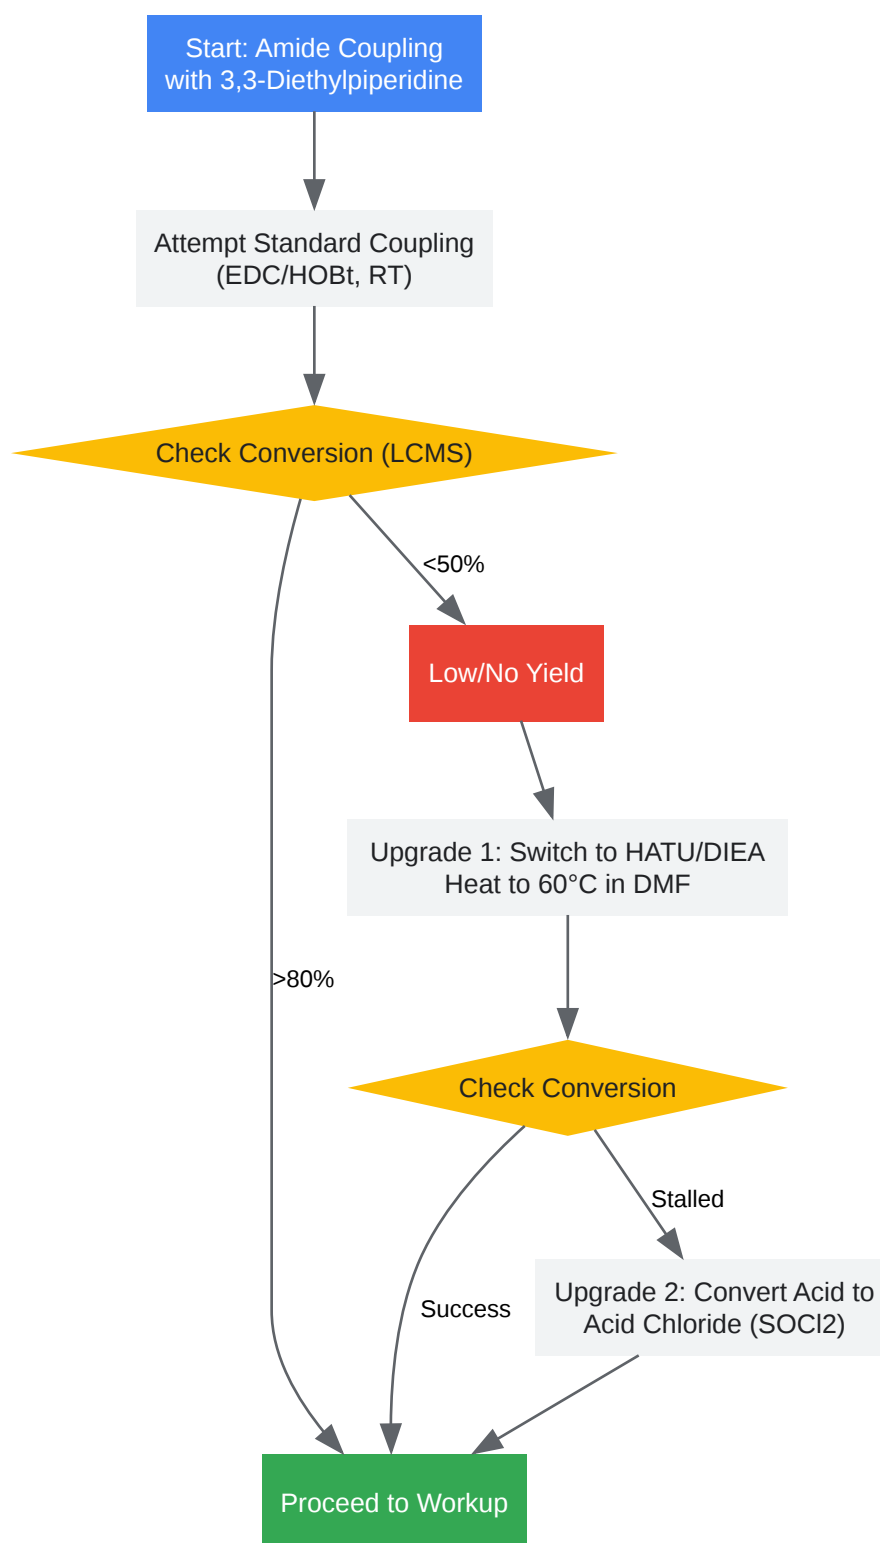 Start: Amide Coupling
with 3,3-Diethylpiperidine
Attempt Standard Coupling
(EDC/HOBt, RT)
Check Conversion (LCMS)
<50%
Low/No Yield
Upgrade 1: Switch to HATU/DIEA
Heat to 60°C in DMF
>80%
Check Conversion
Stalled
Success
Upgrade 2: Convert Acid to
Acid Chloride (SOCl2)
Proceed to Workup